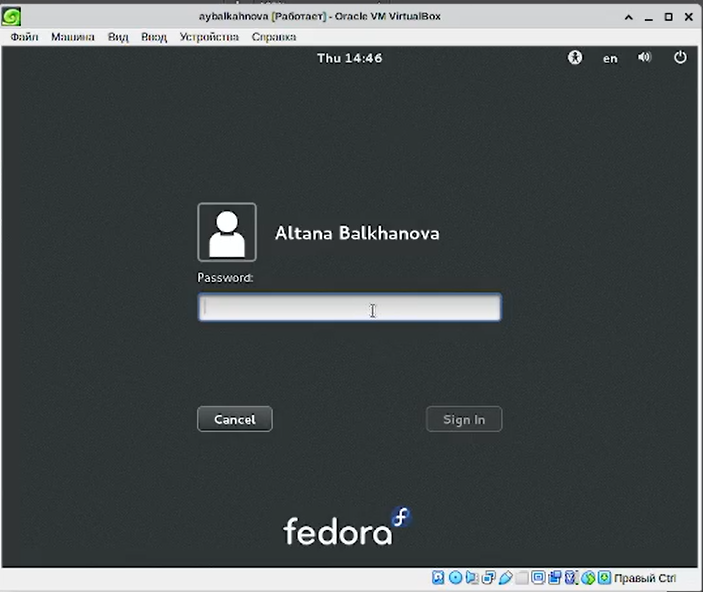 aybalkahnova [Работает] - Oracle VM VirtualBox
Файл Машина Вид Ввод Устройства Справка
Thu 14:46
en
Altana Balkhanova
Password:
Cancel
Sign In
fedora
Правый Ctrl